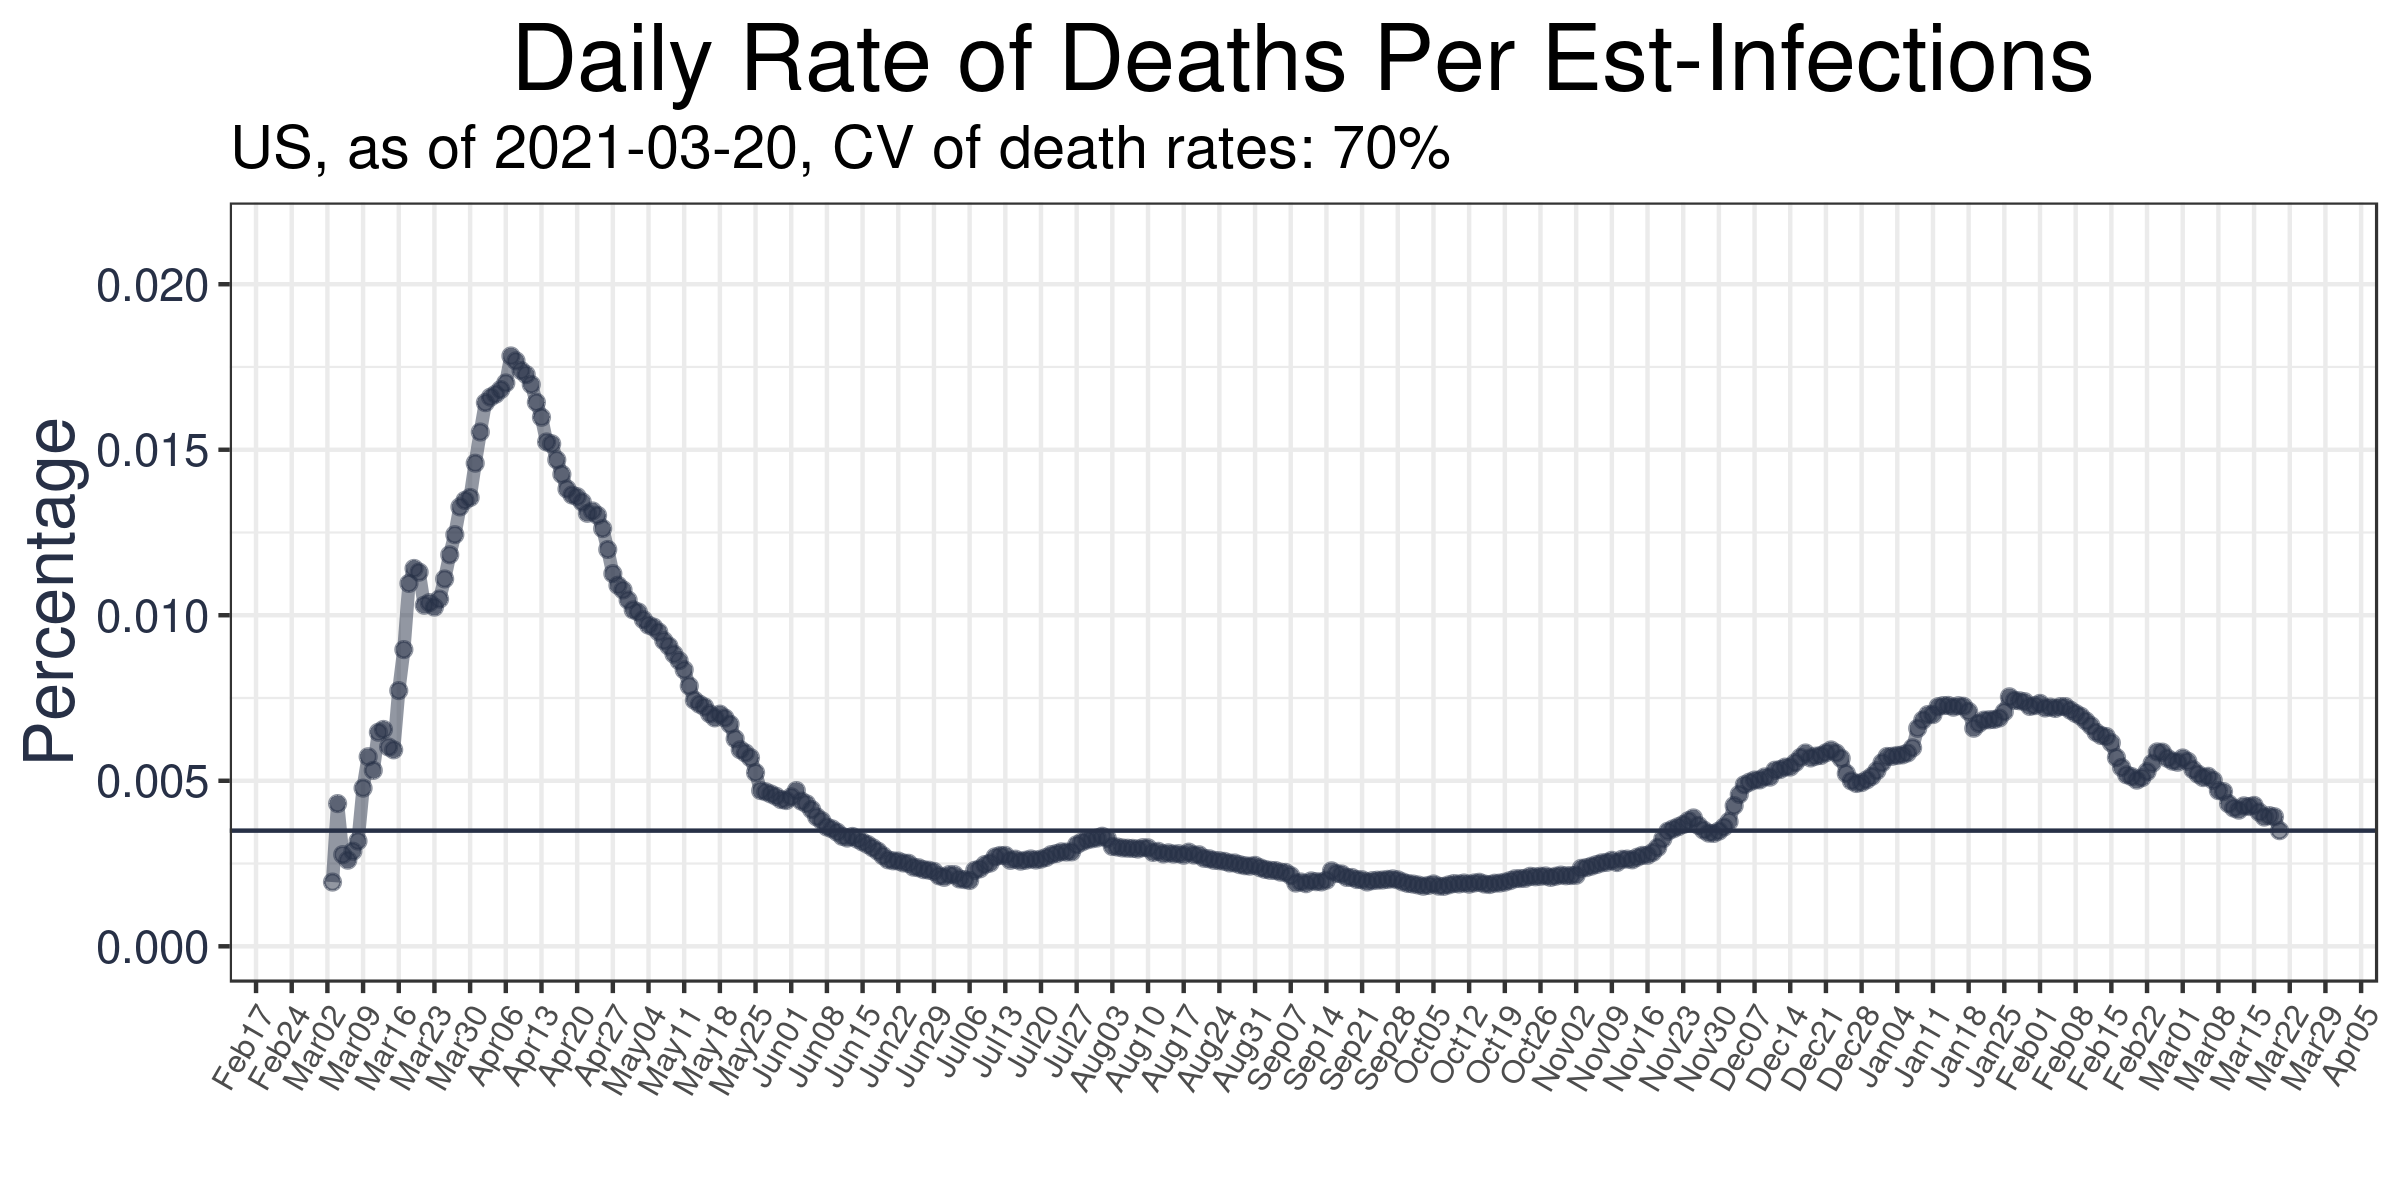 Daily Rate of Deaths Per Est-Infections
US, as of 2021-03-20, CV of death rates: 70%
Percentage
0.020
0.015
0.010
0.005
0.000
Feb17
Feb24
Mar02
Mar09
Mar16
Mar23
Mar30
Apr06
Apr13
Apr20
Apr27
May04
May11
May18
May25
Jun01
Jun08
Jun15
Jun22
Jun29
Jul06
Jul13
Jul20
Jul27
Aug03
Aug10
Aug17
Aug24
Aug31
Sep07
Sep14
Sep21
Sep28
Oct05
Oct12
Oct19
Oct26
Nov02
Nov09
Nov16
Nov23
Nov30
Dec07
Dec14
Dec21
Dec28
Jan04
Jan11
Jan18
Jan25
Feb01
Feb08
Feb15
Feb22
Mar01
Mar08
Mar15
Mar22
Mar29
Apr05